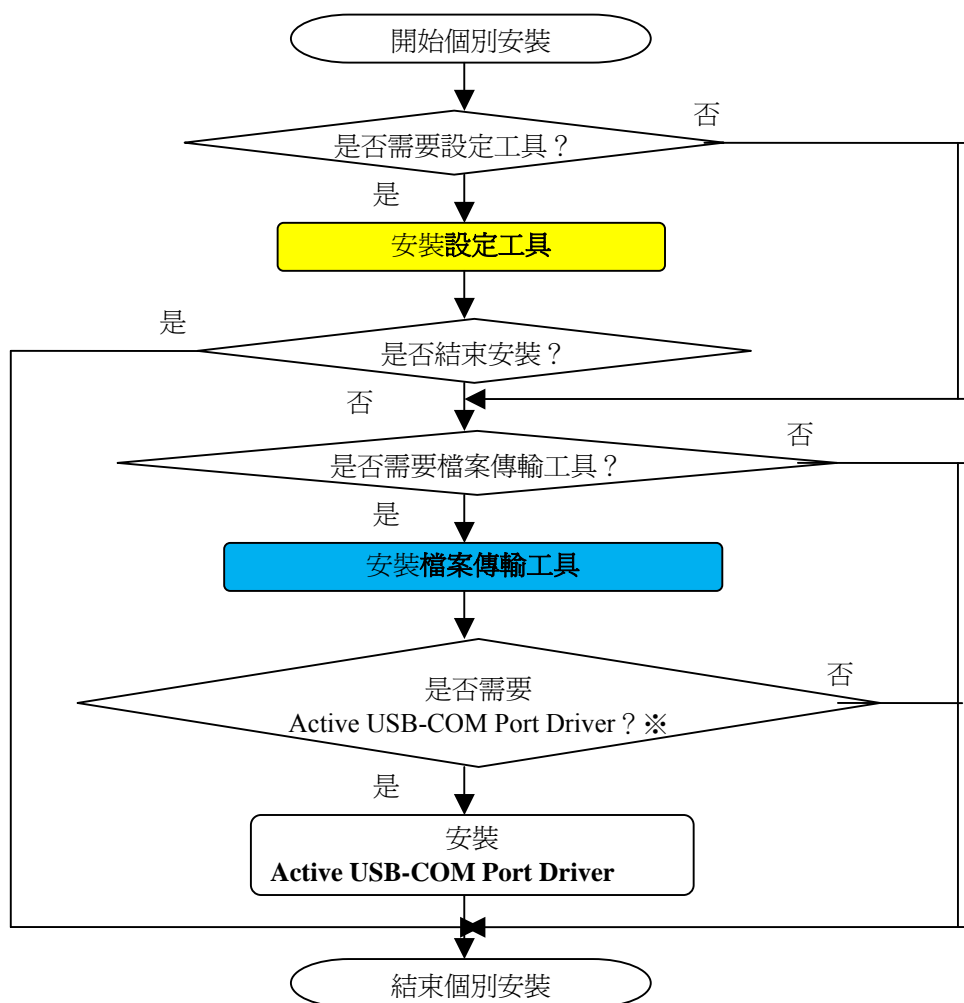 開始個別安裝
否
是否需要設定工具？
是
安裝設定工具
是
是否結束安裝？
否
否
是否需要檔案傳輸工具？
是
安裝檔案傳輸工具
否
是否需要
Active USB-COM Port Driver？※
是
安裝
Active USB-COM Port Driver
結束個別安裝